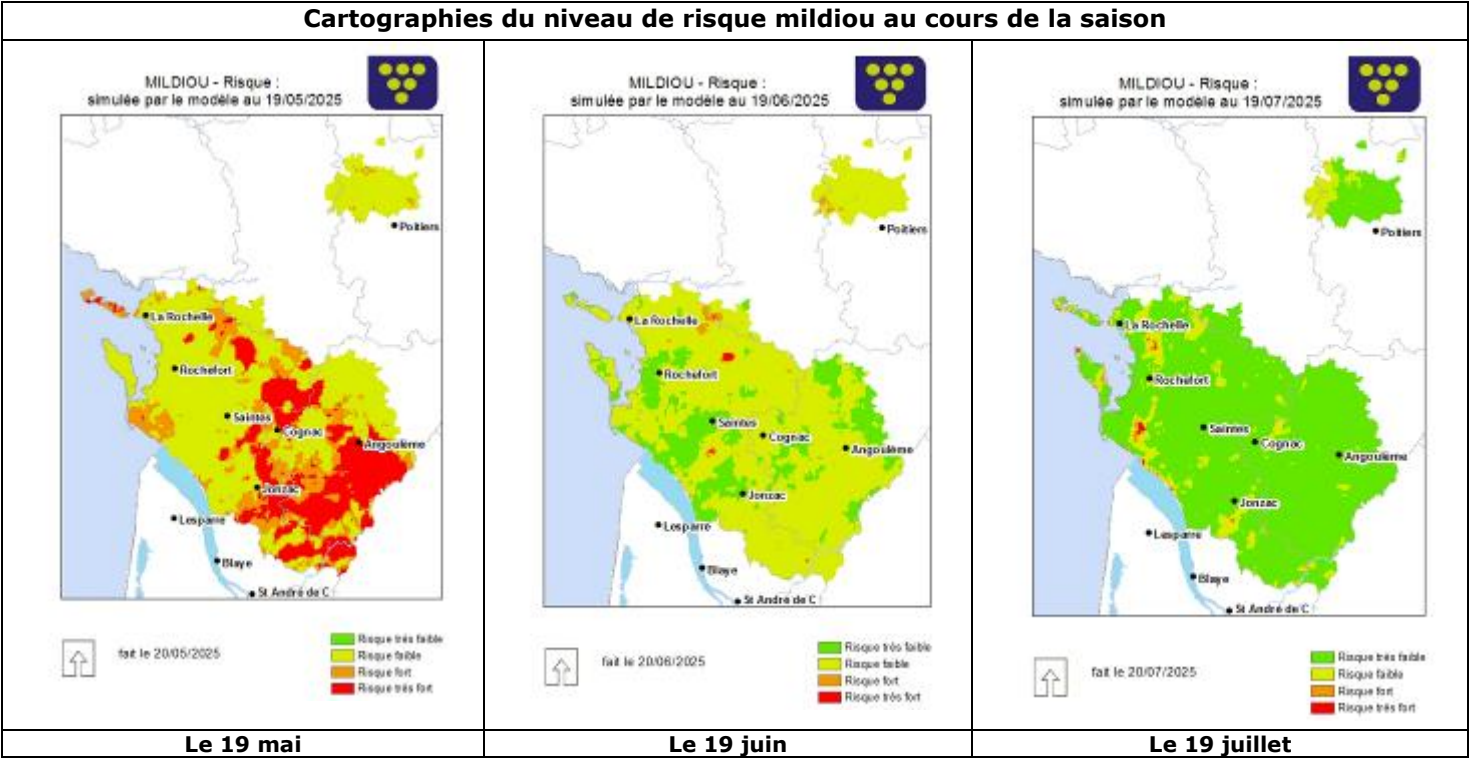 Cartographies du niveau de risque mildiou au cours de la saison
MILDIOU - Risque :
simulée par le modèle au 19/05/2025
Poitiers
La Rochelle
Rochefort
Saintes
Cognac
Angoulème
Jonzac
Lesparre
Blaye
St André de C
fait le 20/05/2025
Risque très faible
Risque faible
Risque fort
Risque très fort
Le 19 mai
MILDIOU - Risque :
simulée par le modèle au 19/06/2025
Poitiers
La Rochelle
Rochefort
Saintes
Cognac
Angoulème
Jonzac
Lesparre
Blaye
St André de C
fait le 20/06/2025
Risque très faible
Risque faible
Risque fort
Risque très fort
Le 19 juin
MILDIOU - Risque :
simulée par le modèle au 19/07/2025
Poitiers
La Rochelle
Rochefort
Saintes
Cognac
Angoulème
Jonzac
Lesparre
Blaye
St André de C
fait le 20/07/2025
Risque très faible
Risque faible
Risque fort
Risque très fort
Le 19 juillet